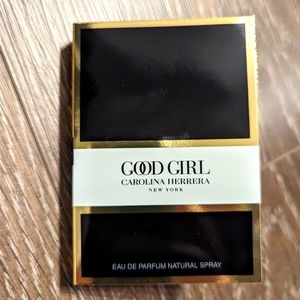 GOOD GIRL
CAROLINA HERRERA
NEW YORK
EAU DE PARFUM NATURAL SPRAY